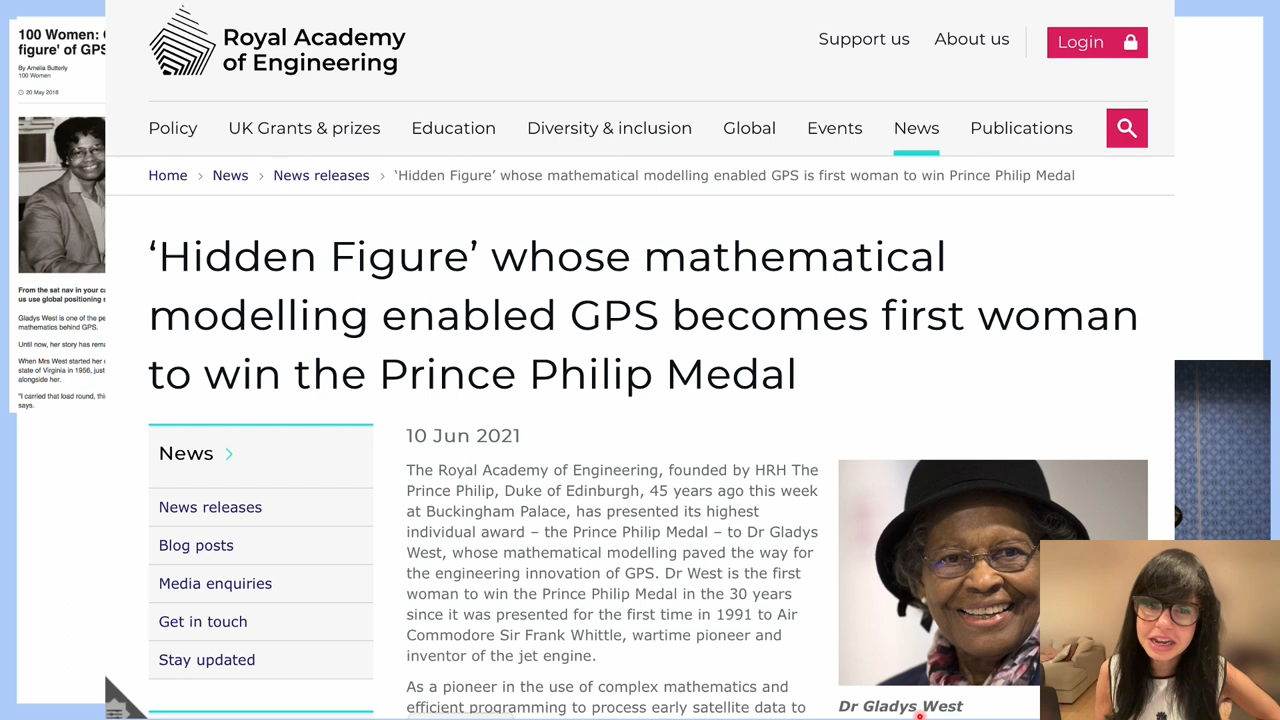 100 Women:
figure' of GPS
By Amelia Butterly
100 Women
20 May 2018
From the sat nav in your
us use global positioning
Gladys West is one of the
mathematics behind GPS.
Until now, her story has
When Mrs West started her
state of Virginia in 1956, just
alongside her.
"I carried that load round,
says.
Royal Academy
of Engineering
Support us
About us
Login
Policy
UK Grants & prizes
Education
Diversity & inclusion
Global
Events
News
Publications
Home > News > News releases > ‘Hidden Figure’ whose mathematical modelling enabled GPS is first woman to win Prince Philip Medal
‘Hidden Figure’ whose mathematical
modelling enabled GPS becomes first woman
to win the Prince Philip Medal
News >
News releases
Blog posts
Media enquiries
Get in touch
Stay updated
10 Jun 2021
The Royal Academy of Engineering, founded by HRH The
Prince Philip, Duke of Edinburgh, 45 years ago this week
at Buckingham Palace, has presented its highest
individual award – the Prince Philip Medal – to Dr Gladys
West, whose mathematical modelling paved the way for
the engineering innovation of GPS. Dr West is the first
woman to win the Prince Philip Medal in the 30 years
since it was presented for the first time in 1991 to Air
Commodore Sir Frank Whittle, wartime pioneer and
inventor of the jet engine.
As a pioneer in the use of complex mathematics and
efficient programming to process early satellite data to
Dr Gladys West